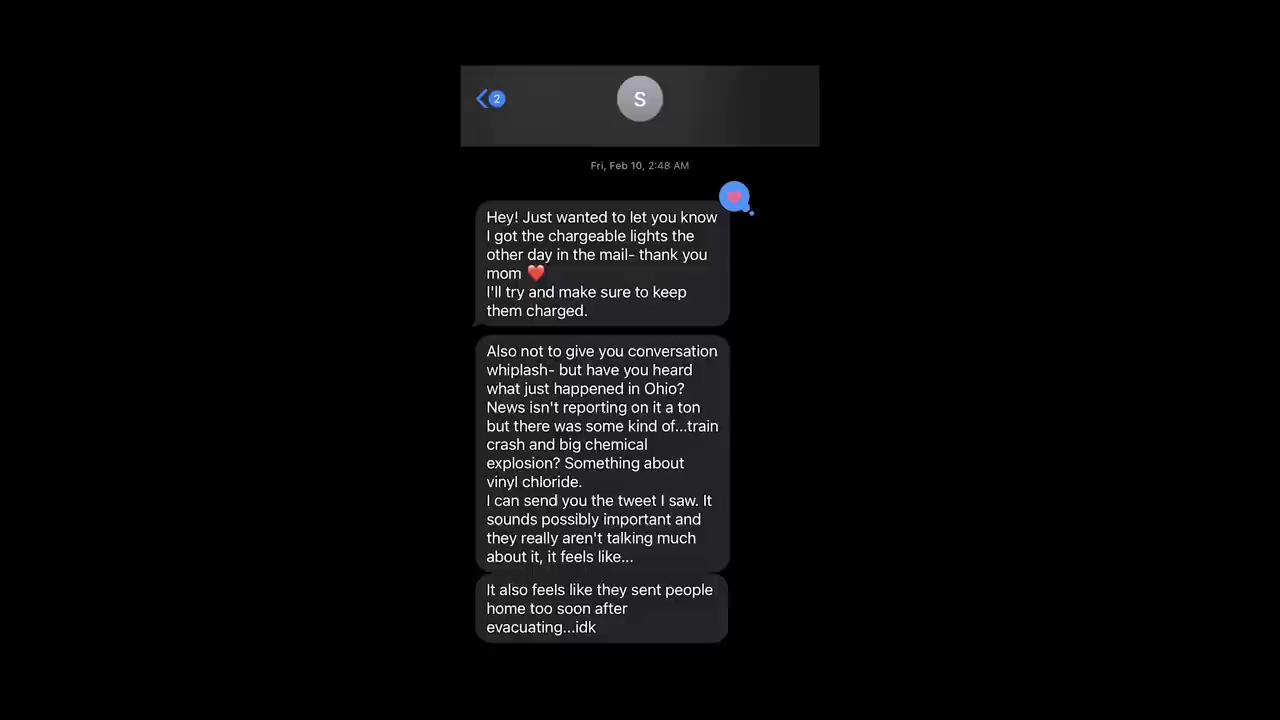 2
S
Fri, Feb 10, 2:48 AM
Hey! Just wanted to let you know
I got the chargeable lights the
other day in the mail- thank you
mom ❤️
I'll try and make sure to keep
them charged.
Also not to give you conversation
whiplash- but have you heard
what just happened in Ohio?
News isn't reporting on it a ton
but there was some kind of...train
crash and big chemical
explosion? Something about
vinyl chloride.
I can send you the tweet I saw. It
sounds possibly important and
they really aren't talking much
about it, it feels like...
It also feels like they sent people
home too soon after
evacuating...idk